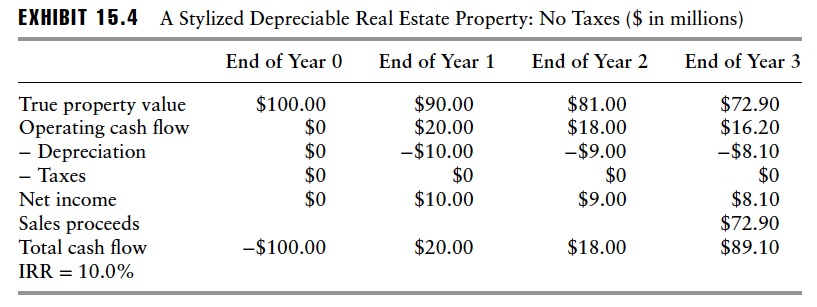 EXHIBIT 15.4 A Stylized Depreciable Real Estate Property: No Taxes ($ in millions)
End of Year 0 End of Year 1 End of Year 2 End of Year 3
True property value $100.00 $90.00 $81.00 $72.90
Operating cash flow $0 $20.00 $18.00 $16.20
– Depreciation $0 –$10.00 –$9.00 –$8.10
– Taxes $0 $0 $0 $0
Net income $0 $10.00 $9.00 $8.10
Sales proceeds $72.90
Total cash flow –$100.00 $20.00 $18.00 $89.10
IRR = 10.0%